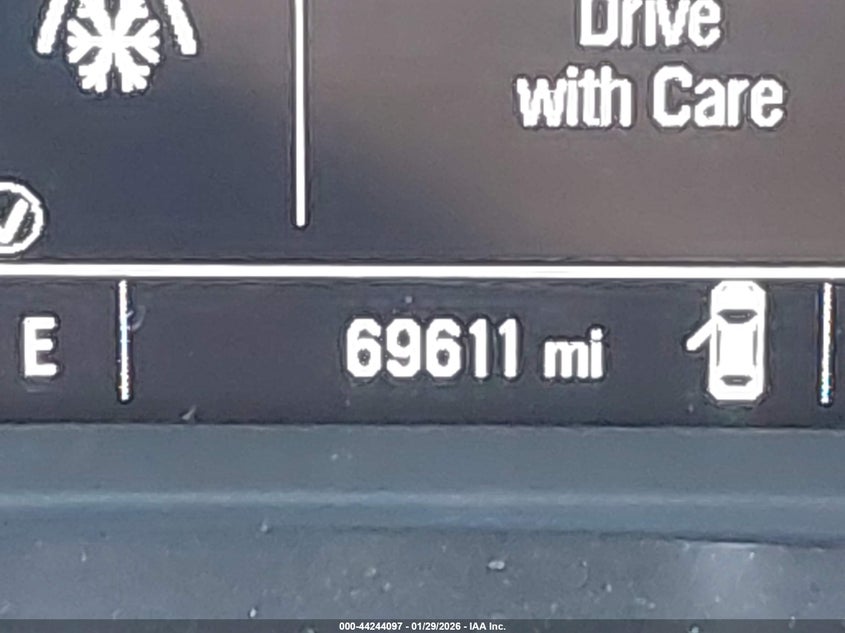 Drive
with Care
E
69611 mi
000-44244097 - 01/29/2026 - IAA Inc.